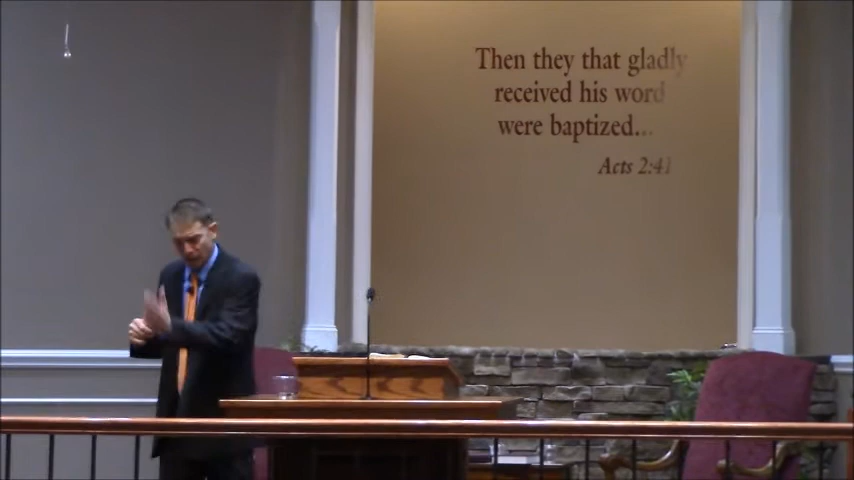 Then they that gladly
received his word
were baptized...
Acts 2:41